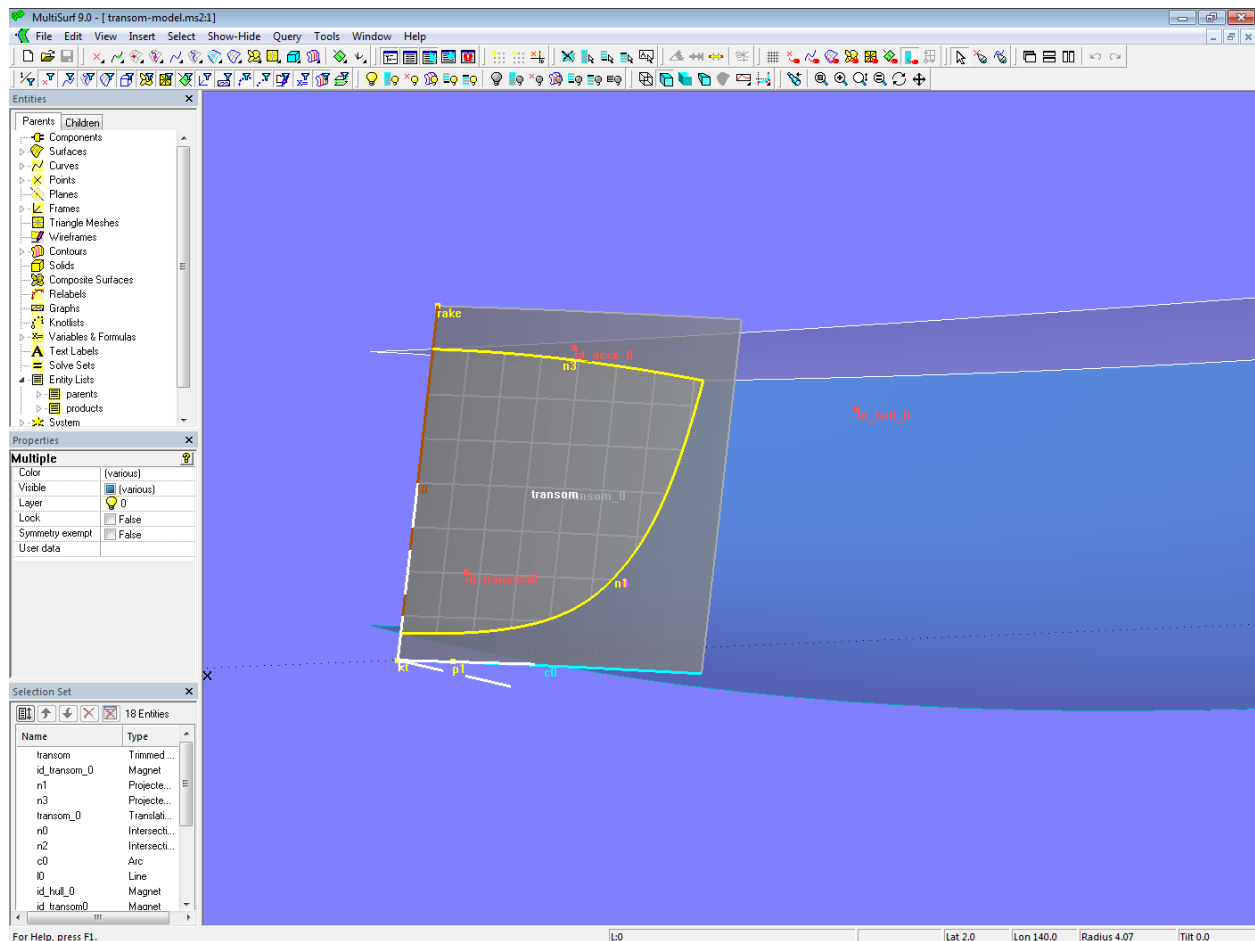 MultiSurf 9.0 - [ transom-model.ms2:1]
File Edit View Insert Select Show-Hide Query Tools Window Help
Entities
Parents Children
Components
Surfaces
Curves
Points
Planes
Frames
Triangle Meshes
Wireframes
Contours
Solids
Composite Surfaces
Relabels
Graphs
Knotlists
Variables & Formulas
Text Labels
Solve Sets
Entity Lists
parents
products
System
Properties
Multiple
Color (various)
Visible (various)
Layer 0
Lock False
Symmetry exempt False
User data
Selection Set
18 Entities
Name Type
transom Trimmed ...
id_transom_0 Magnet
n1 Projecte...
n3 Projecte...
transom_0 Translati...
n0 Intersecti...
n2 Intersecti...
c0 Arc
l0 Line
id_hull_0 Magnet
id_transom0 Magnet
rake
id_deck_0
n3
id_hull_0
transom
id_transom0
n1
p1
c0
X
For Help, press F1.
L:0
Lat 2.0 Lon 140.0 Radius 4.07 Tilt 0.0